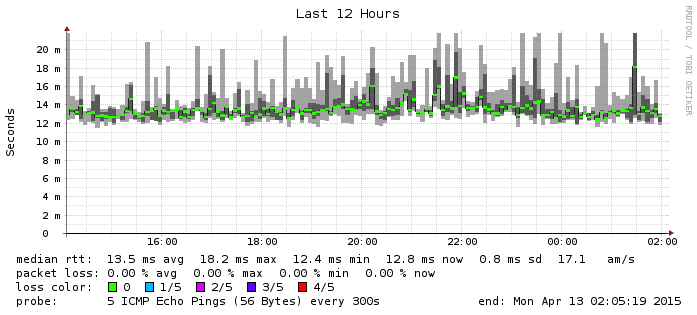 Last 12 Hours
RRDTOOL / TOBI OETIKER
Seconds
20 m
18 m
16 m
14 m
12 m
10 m
8 m
6 m
4 m
2 m
0
16:00 18:00 20:00 22:00 00:00 02:00
median rtt: 13.5 ms avg 18.2 ms max 12.4 ms min 12.8 ms now 0.8 ms sd 17.1 am/s
packet loss: 0.00 % avg 0.00 % max 0.00 % min 0.00 % now
loss color: 0 1/5 2/5 3/5 4/5
probe: 5 ICMP Echo Pings (56 Bytes) every 300s end: Mon Apr 13 02:05:19 2015